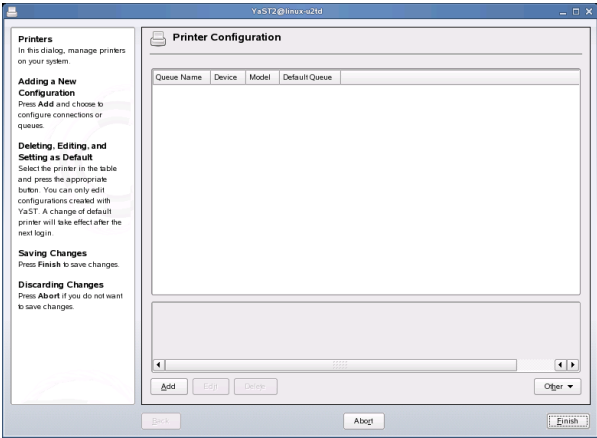 YaST2@linux-u2td
Printers
In this dialog, manage printers
on your system.
Adding a New
Configuration
Press Add and choose to
configure connections or
queues.
Deleting, Editing, and
Setting as Default
Select the printer in the table
and press the appropriate
button. You can only edit
configurations created with
YaST. A change of default
printer will take effect after the
next login.
Saving Changes
Press Finish to save changes.
Discarding Changes
Press Abort if you do not want
to save changes.
Printer Configuration
Queue Name Device Model Default Queue
Add Edit Delete Other
Back Abort Finish